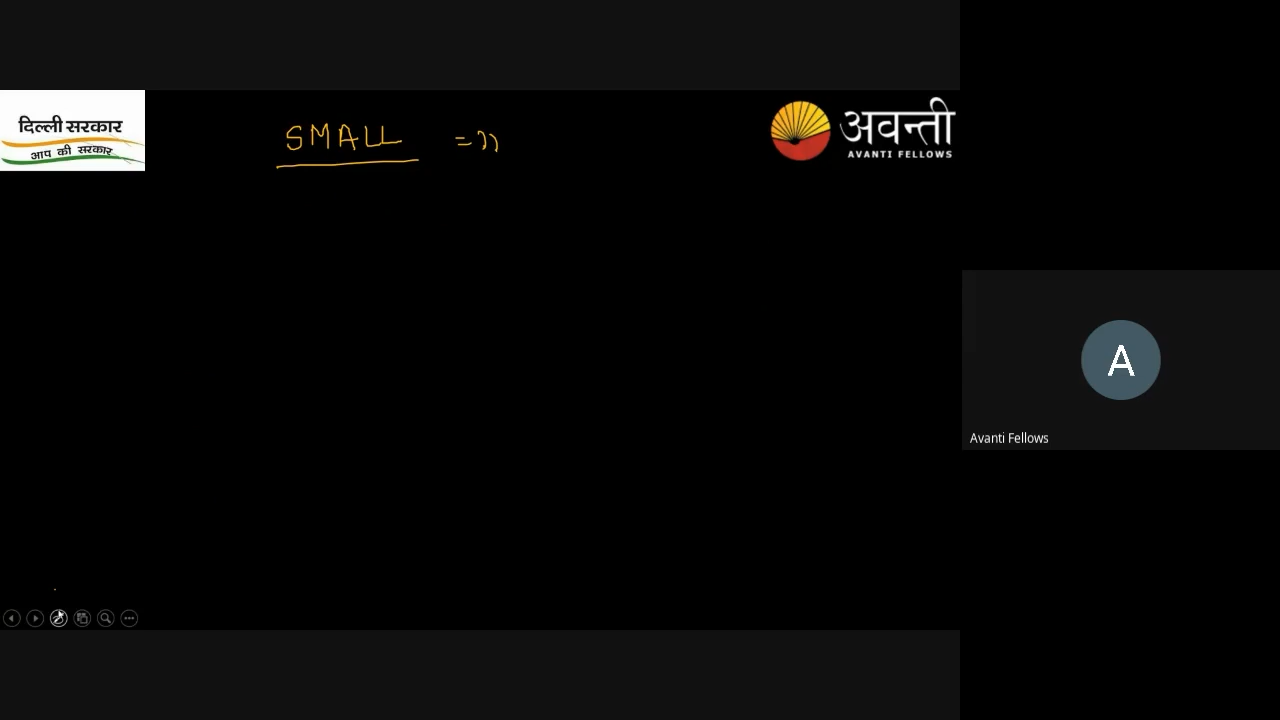 दिल्ली सरकार
आप की सरकार
SMALL =))
अवन्ती
AVANTI FELLOWS
A
Avanti Fellows